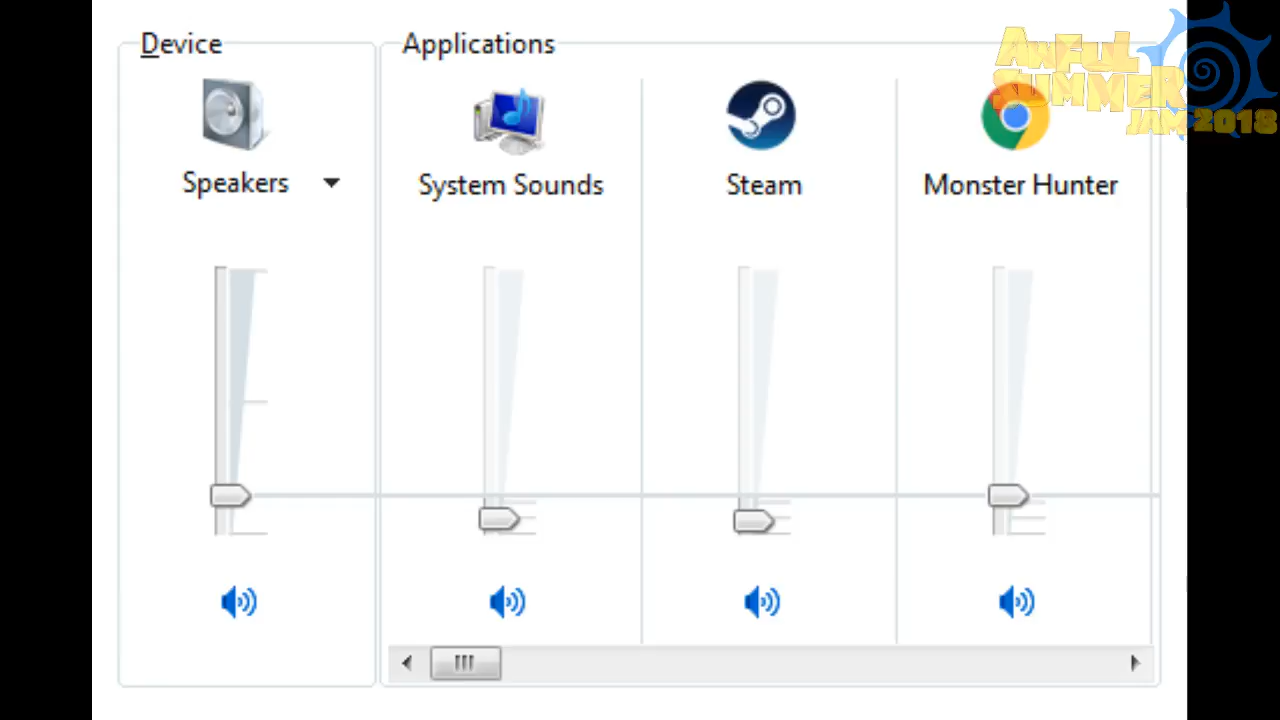 Device
Applications
AWFUL
SUMMER
JAM 2018
Speakers
System Sounds
Steam
Monster Hunter